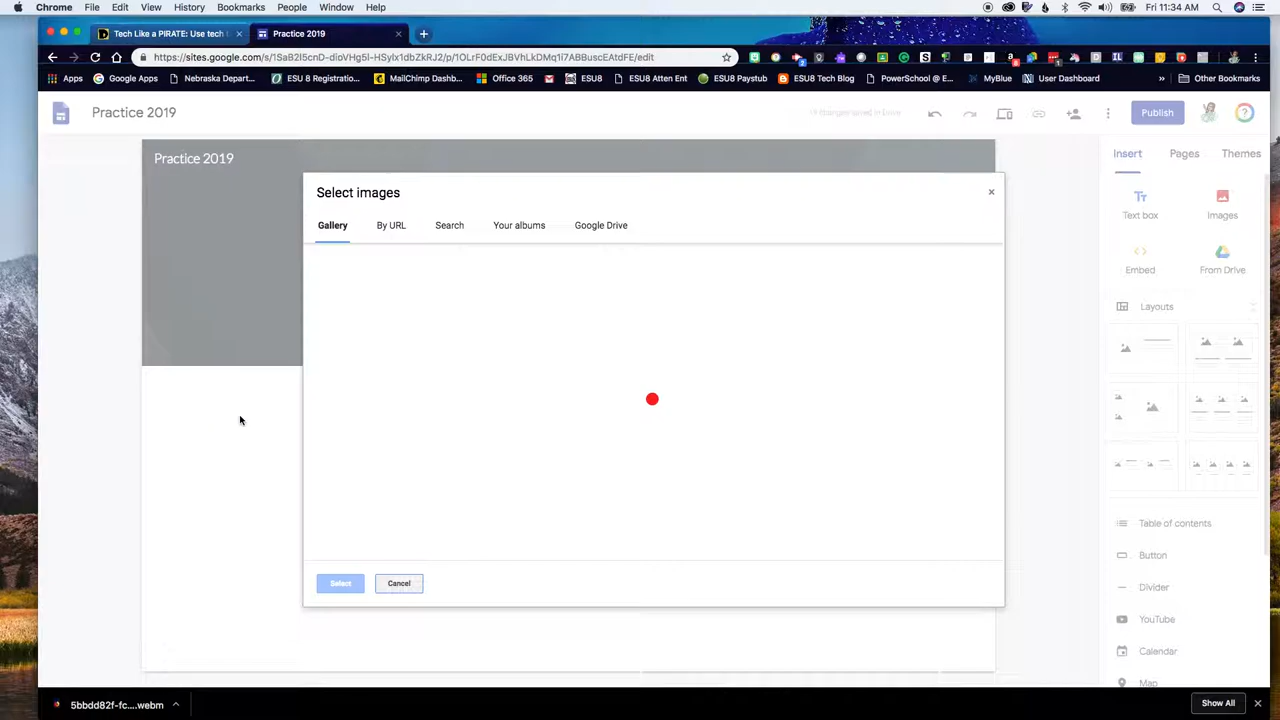 Chrome File Edit View History Bookmarks People Window Help Fri 11:34 AM
Tech Like a PIRATE: Use tech t Practice 2019
https://sites.google.com/s/1SaB2I5cnD-dioVHg5l-HSylx1dbZkRJ2/p/1OLrF0dExJBVhLkDMq1i7ABBuscEAtdFE/edit
Apps Google Apps Nebraska Depart... ESU 8 Registratio... MailChimp Dashb... Office 365 ESU8 ESU8 Atten Ent ESU8 Paystub ESU8 Tech Blog PowerSchool @ E... MyBlue User Dashboard » Other Bookmarks
Practice 2019 Publish
Practice 2019
Select images
Gallery By URL Search Your albums Google Drive
Select Cancel
Insert Pages Themes
Text box Images
Embed From Drive
Layouts
Table of contents
Button
Divider
YouTube
Calendar
Map
5bbdd82f-fc....webm Show All